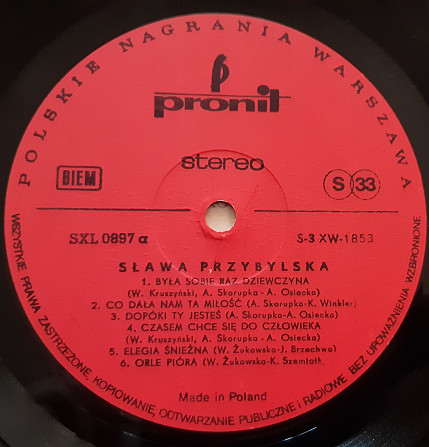 POLSKIE NAGRANIA WARSZAWA
pronit
stereo
BIEM
S 33
SXL 0897 α
S-3 XW-1853
SŁAWA PRZYBYLSKA
1. BYŁA SOBIE RAZ DZIEWCZYNA
(W. Kruszyński, A. Skorupka - A. Osiecka)
2. CO DAŁA NAM TA MIŁOŚĆ (A. Skorupka-K. Winkler)
3. DOPÓKI TY JESTEŚ (A. Skorupka-A. Osiecka)
4. CZASEM CHCE SIĘ DO CZŁOWIEKA
(W. Kruszyński, A. Skorupka - A. Osiecka)
5. ELEGIA ŚNIEŻNA (W. Żukowska-J. Brzechwa)
6. ORLE PIÓRA (W. Żukowska-K. Szemioth)
Made in Poland
WSZYSTKIE PRAWA ZASTRZEŻONE. KOPIOWANIE, ODTWARZANIE PUBLICZNE i RADIOWE BEZ UPOWAŻNIENIA WZBRONIONE.